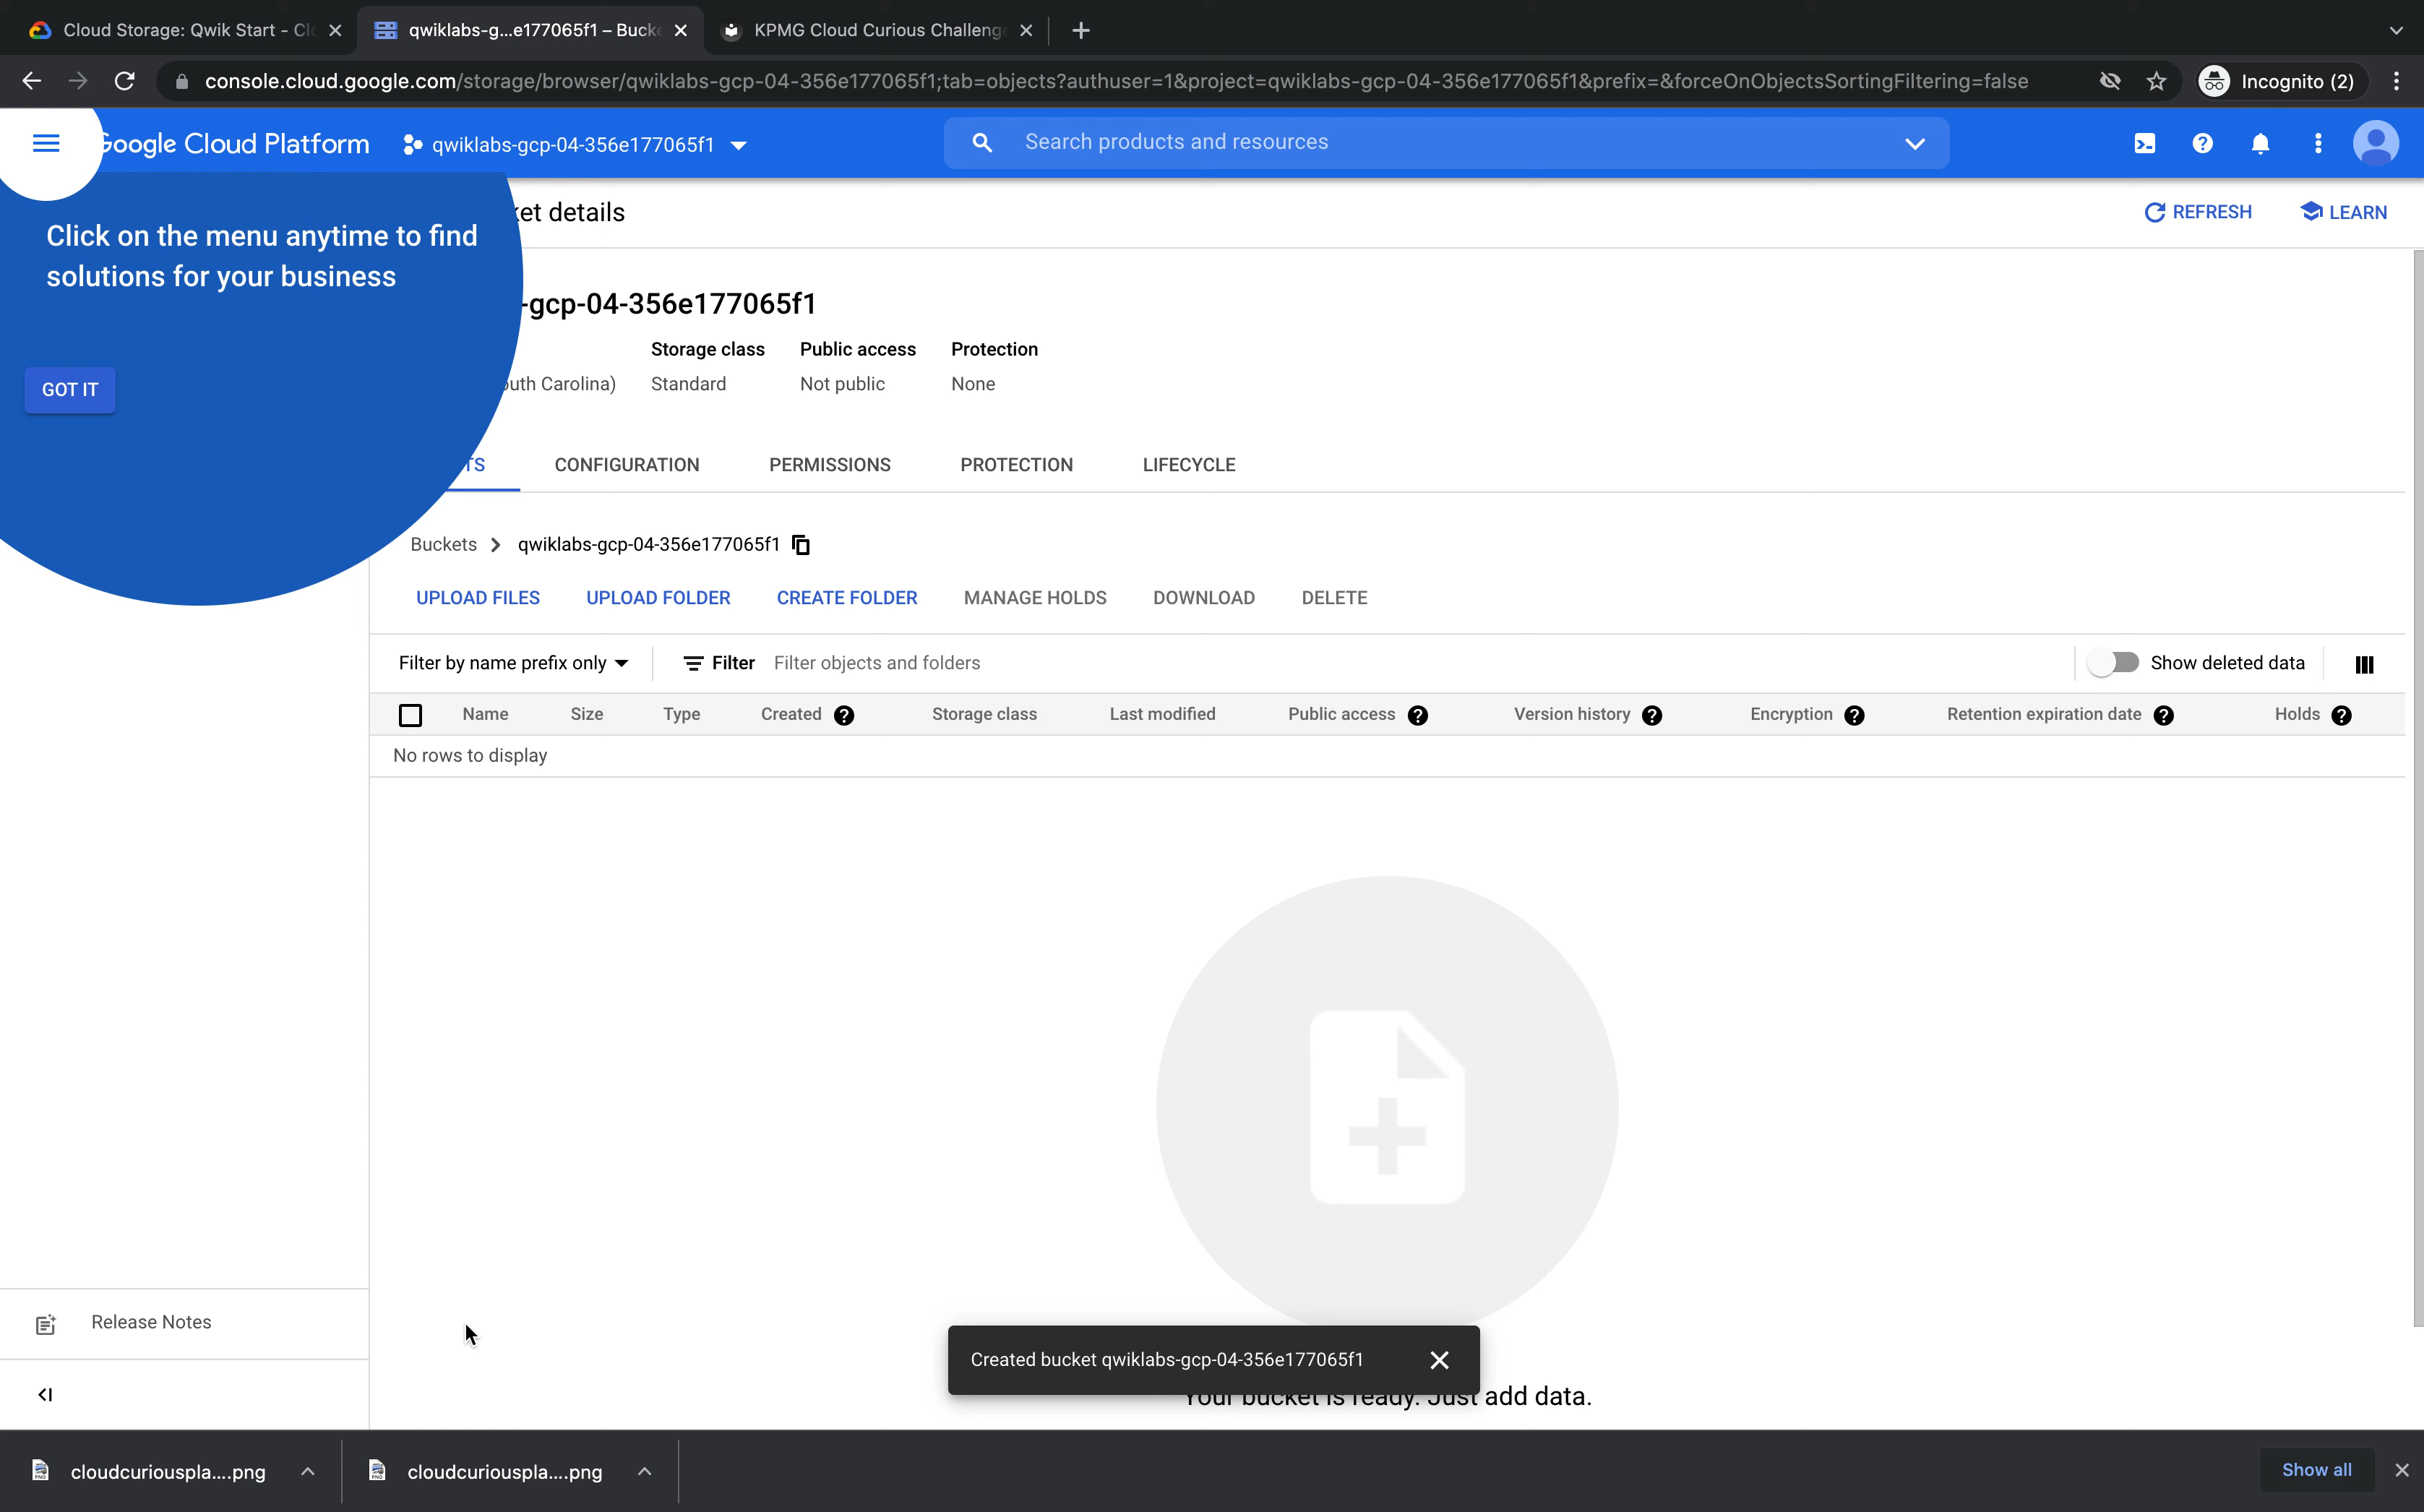 Cloud Storage: Qwik Start - Cl
qwiklabs-g...e177065f1 – Bucke
KPMG Cloud Curious Challenge
console.cloud.google.com/storage/browser/qwiklabs-gcp-04-356e177065f1;tab=objects?authuser=1&project=qwiklabs-gcp-04-356e177065f1&prefix=&forceOnObjectsSortingFiltering=false
Incognito (2)
Google Cloud Platform
qwiklabs-gcp-04-356e177065f1
Search products and resources
Click on the menu anytime to find
solutions for your business
GOT IT
ket details
REFRESH
LEARN
-gcp-04-356e177065f1
Storage class
Public access
Protection
outh Carolina)
Standard
Not public
None
TS
CONFIGURATION
PERMISSIONS
PROTECTION
LIFECYCLE
Buckets
qwiklabs-gcp-04-356e177065f1
UPLOAD FILES
UPLOAD FOLDER
CREATE FOLDER
MANAGE HOLDS
DOWNLOAD
DELETE
Filter by name prefix only
Filter
Filter objects and folders
Show deleted data
Name
Size
Type
Created
Storage class
Last modified
Public access
Version history
Encryption
Retention expiration date
Holds
No rows to display
Release Notes
Created bucket qwiklabs-gcp-04-356e177065f1
Your bucket is ready. Just add data.
cloudcuriouspla....png
cloudcuriouspla....png
Show all